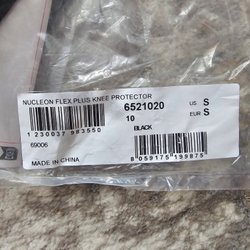 NUCLEON FLEX PLUS KNEE PROTECTOR
6521020 US S
10 EUR S
BLACK
1 230037 983550
69006
8 059175 199875
MADE IN CHINA